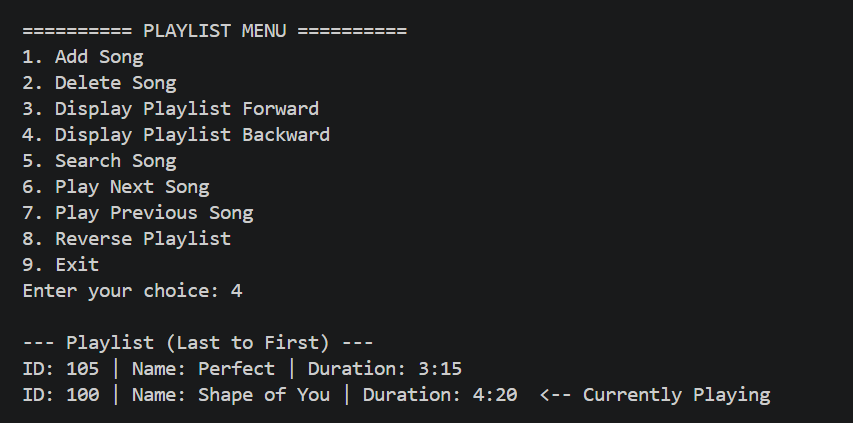 ========== PLAYLIST MENU ==========
1. Add Song
2. Delete Song
3. Display Playlist Forward
4. Display Playlist Backward
5. Search Song
6. Play Next Song
7. Play Previous Song
8. Reverse Playlist
9. Exit
Enter your choice: 4
--- Playlist (Last to First) ---
ID: 105 | Name: Perfect | Duration: 3:15
ID: 100 | Name: Shape of You | Duration: 4:20  <-- Currently Playing